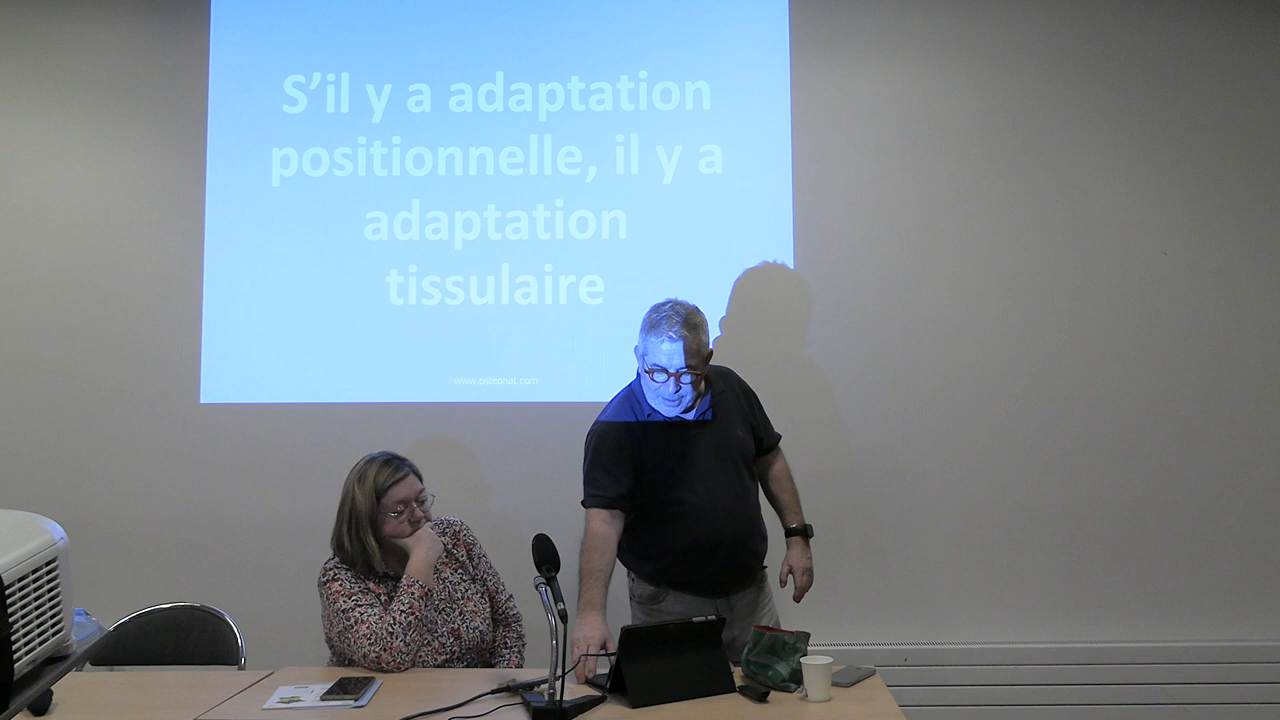 S'il y a adaptation
positionnelle, il y a
adaptation
tissulaire
www.osteonat.com